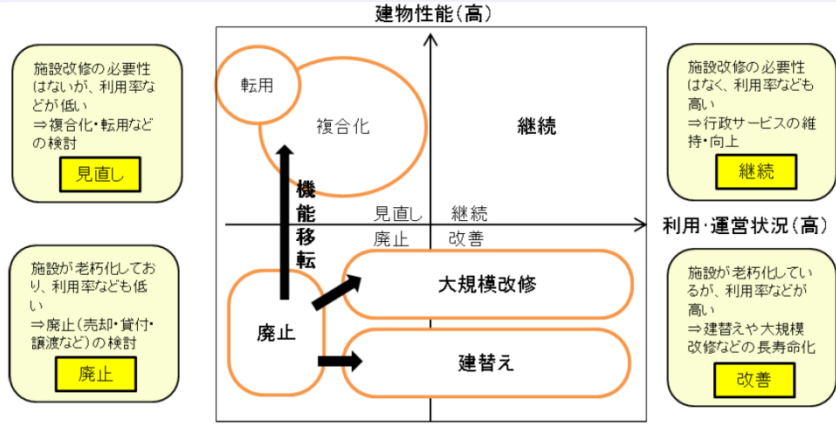 建物性能(高)
施設改修の必要性
はないが、利用率な
どが低い
⇒複合化・転用など
の検討
見直し
転用
複合化
継続
施設改修の必要性
はなく、利用率なども
高い
⇒行政サービスの維
持・向上
継続
機能移転
見直し
継続
利用・運営状況(高)
廃止
改善
施設が老朽化してお
り、利用率なども低
い
⇒廃止(売却・貸付・
譲渡など)の検討
廃止
廃止
大規模改修
建替え
施設が老朽化してい
るが、利用率などが
高い
⇒建替えや大規模
改修などの長寿命化
改善